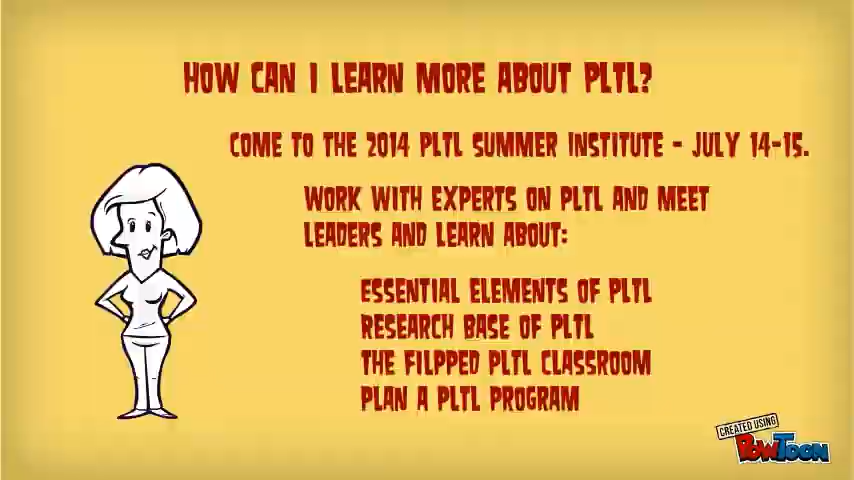 HOW CAN I LEARN MORE ABOUT PLTL?
COME TO THE 2014 PLTL SUMMER INSTITUTE - JULY 14-15.
WORK WITH EXPERTS ON PLTL AND MEET
LEADERS AND LEARN ABOUT:
ESSENTIAL ELEMENTS OF PLTL
RESEARCH BASE OF PLTL
THE FILPPED PLTL CLASSROOM
PLAN A PLTL PROGRAM
CREATED USING
POWTOON